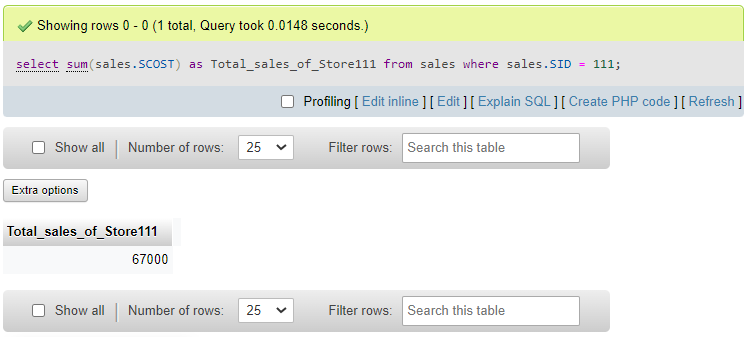 Showing rows 0 - 0 (1 total, Query took 0.0148 seconds.)
select sum(sales.SCOST) as Total_sales_of_Store111 from sales where sales.SID = 111;
Profiling [ Edit inline ] [ Edit ] [ Explain SQL ] [ Create PHP code ] [ Refresh ]
Show all Number of rows: 25 Filter rows: Search this table
Extra options
Total_sales_of_Store111
67000
Show all Number of rows: 25 Filter rows: Search this table